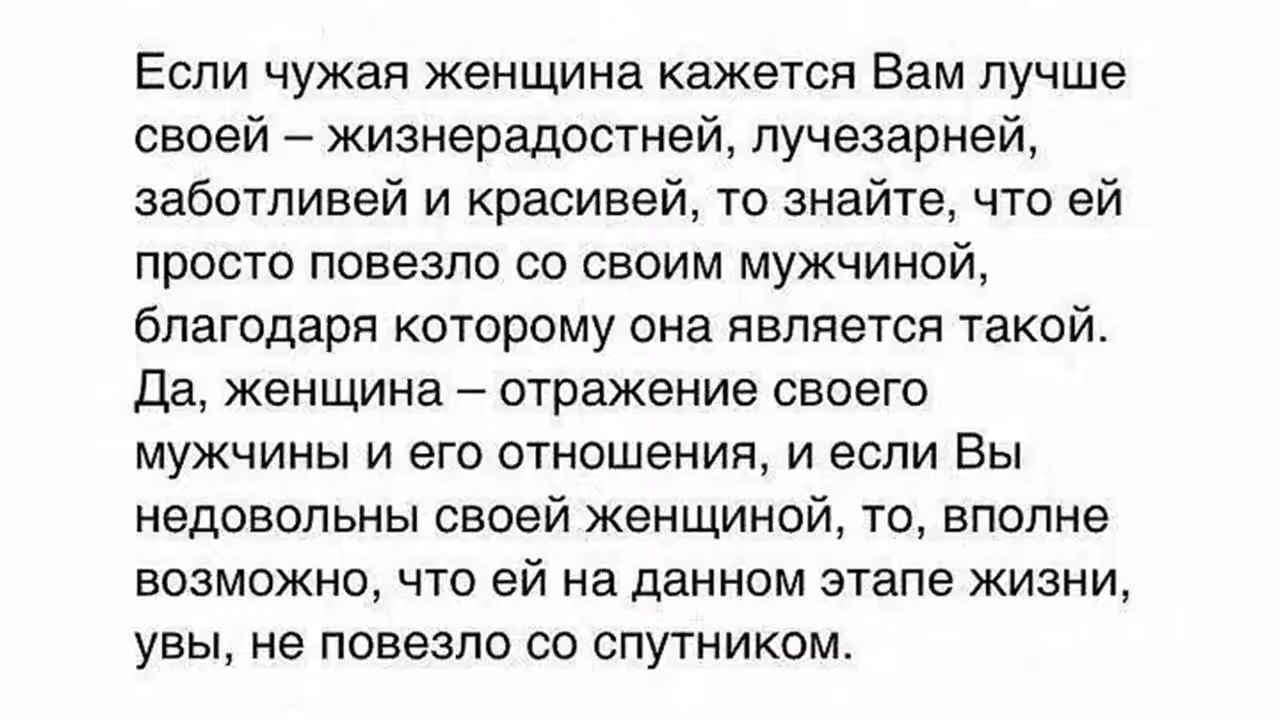 Если чужая женщина кажется Вам лучше
своей – жизнерадостней, лучезарней,
заботливей и красивей, то знайте, что ей
просто повезло со своим мужчиной,
благодаря которому она является такой.
Да, женщина – отражение своего
мужчины и его отношения, и если Вы
недовольны своей женщиной, то, вполне
возможно, что ей на данном этапе жизни,
увы, не повезло со спутником.